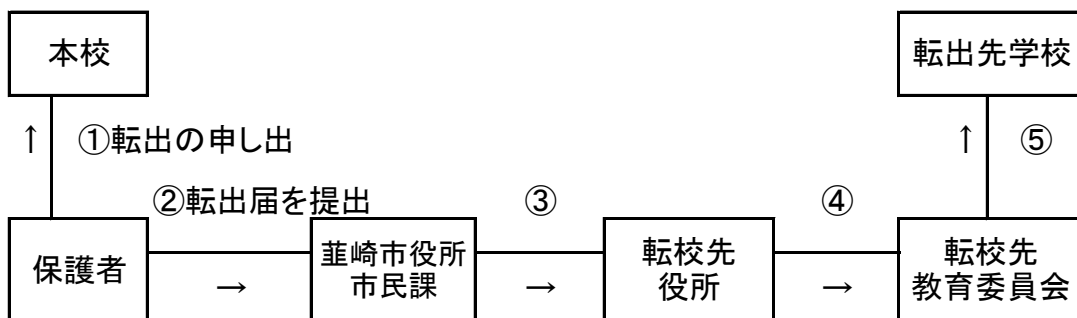 本校
転出先学校
↑
①転出の申し出
↑
⑤
②転出届を提出
③
④
保護者
韮崎市役所
市民課
転校先
役所
転校先
教育委員会
→
→
→